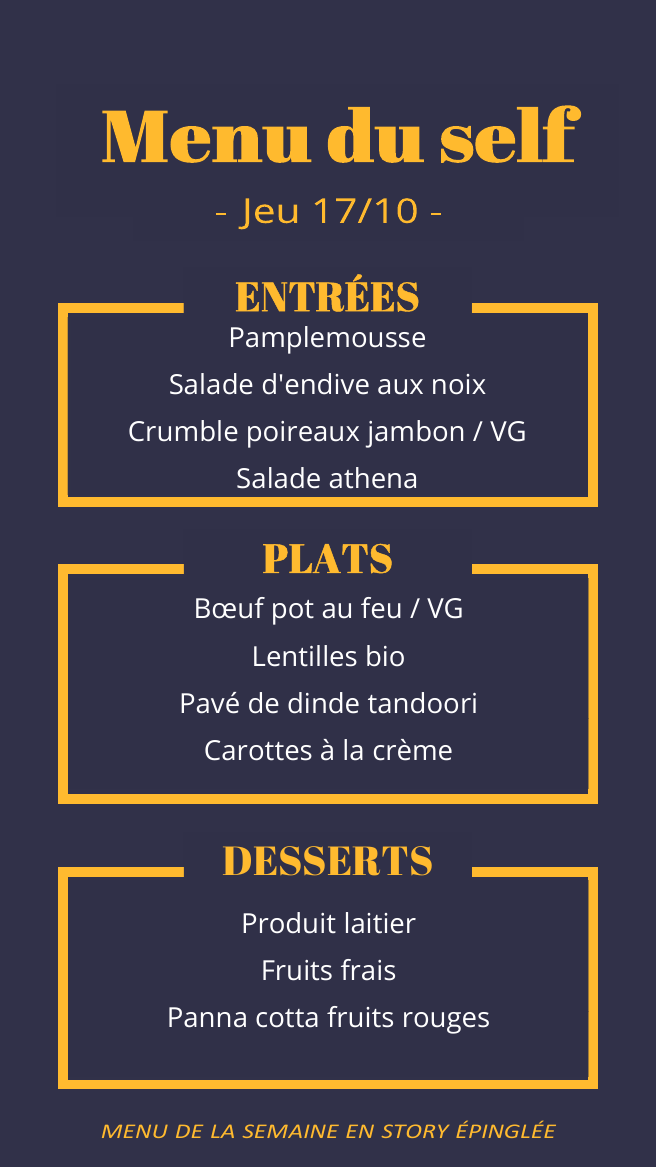 Menu du self
- Jeu 17/10 -
ENTRÉES
Pamplemousse
Salade d'endive aux noix
Crumble poireaux jambon / VG
Salade athena
PLATS
Bœuf pot au feu / VG
Lentilles bio
Pavé de dinde tandoori
Carottes à la crème
DESSERTS
Produit laitier
Fruits frais
Panna cotta fruits rouges
MENU DE LA SEMAINE EN STORY ÉPINGLÉE